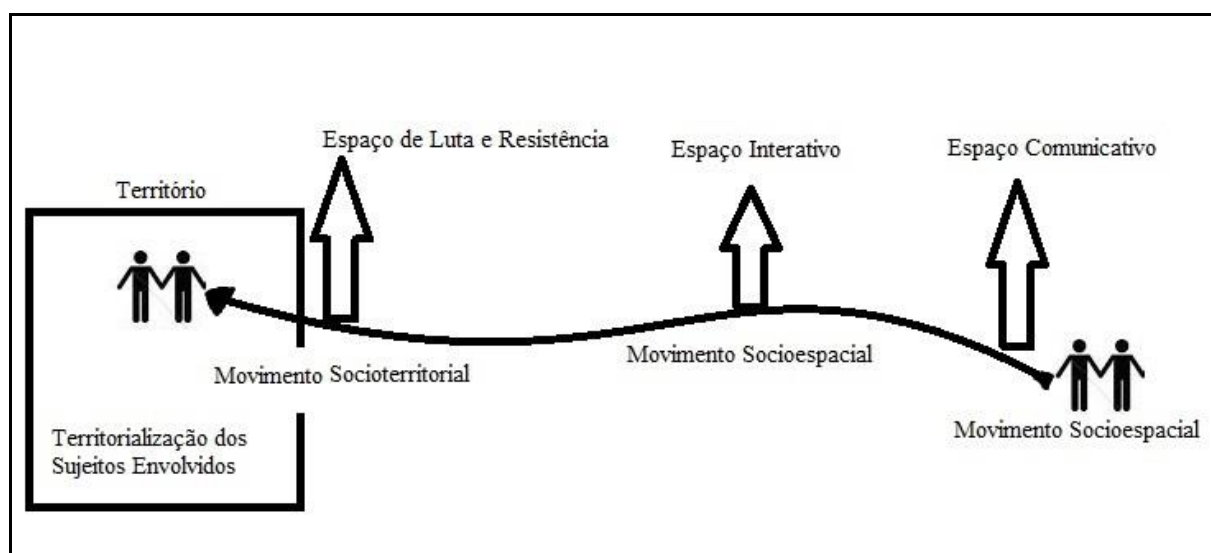 Espaço de Luta e Resistência
Espaço Interativo
Espaço Comunicativo
Território
Movimento Socioterritorial
Movimento Socioespacial
Movimento Socioespacial
Territorialização dos
Sujeitos Envolvidos